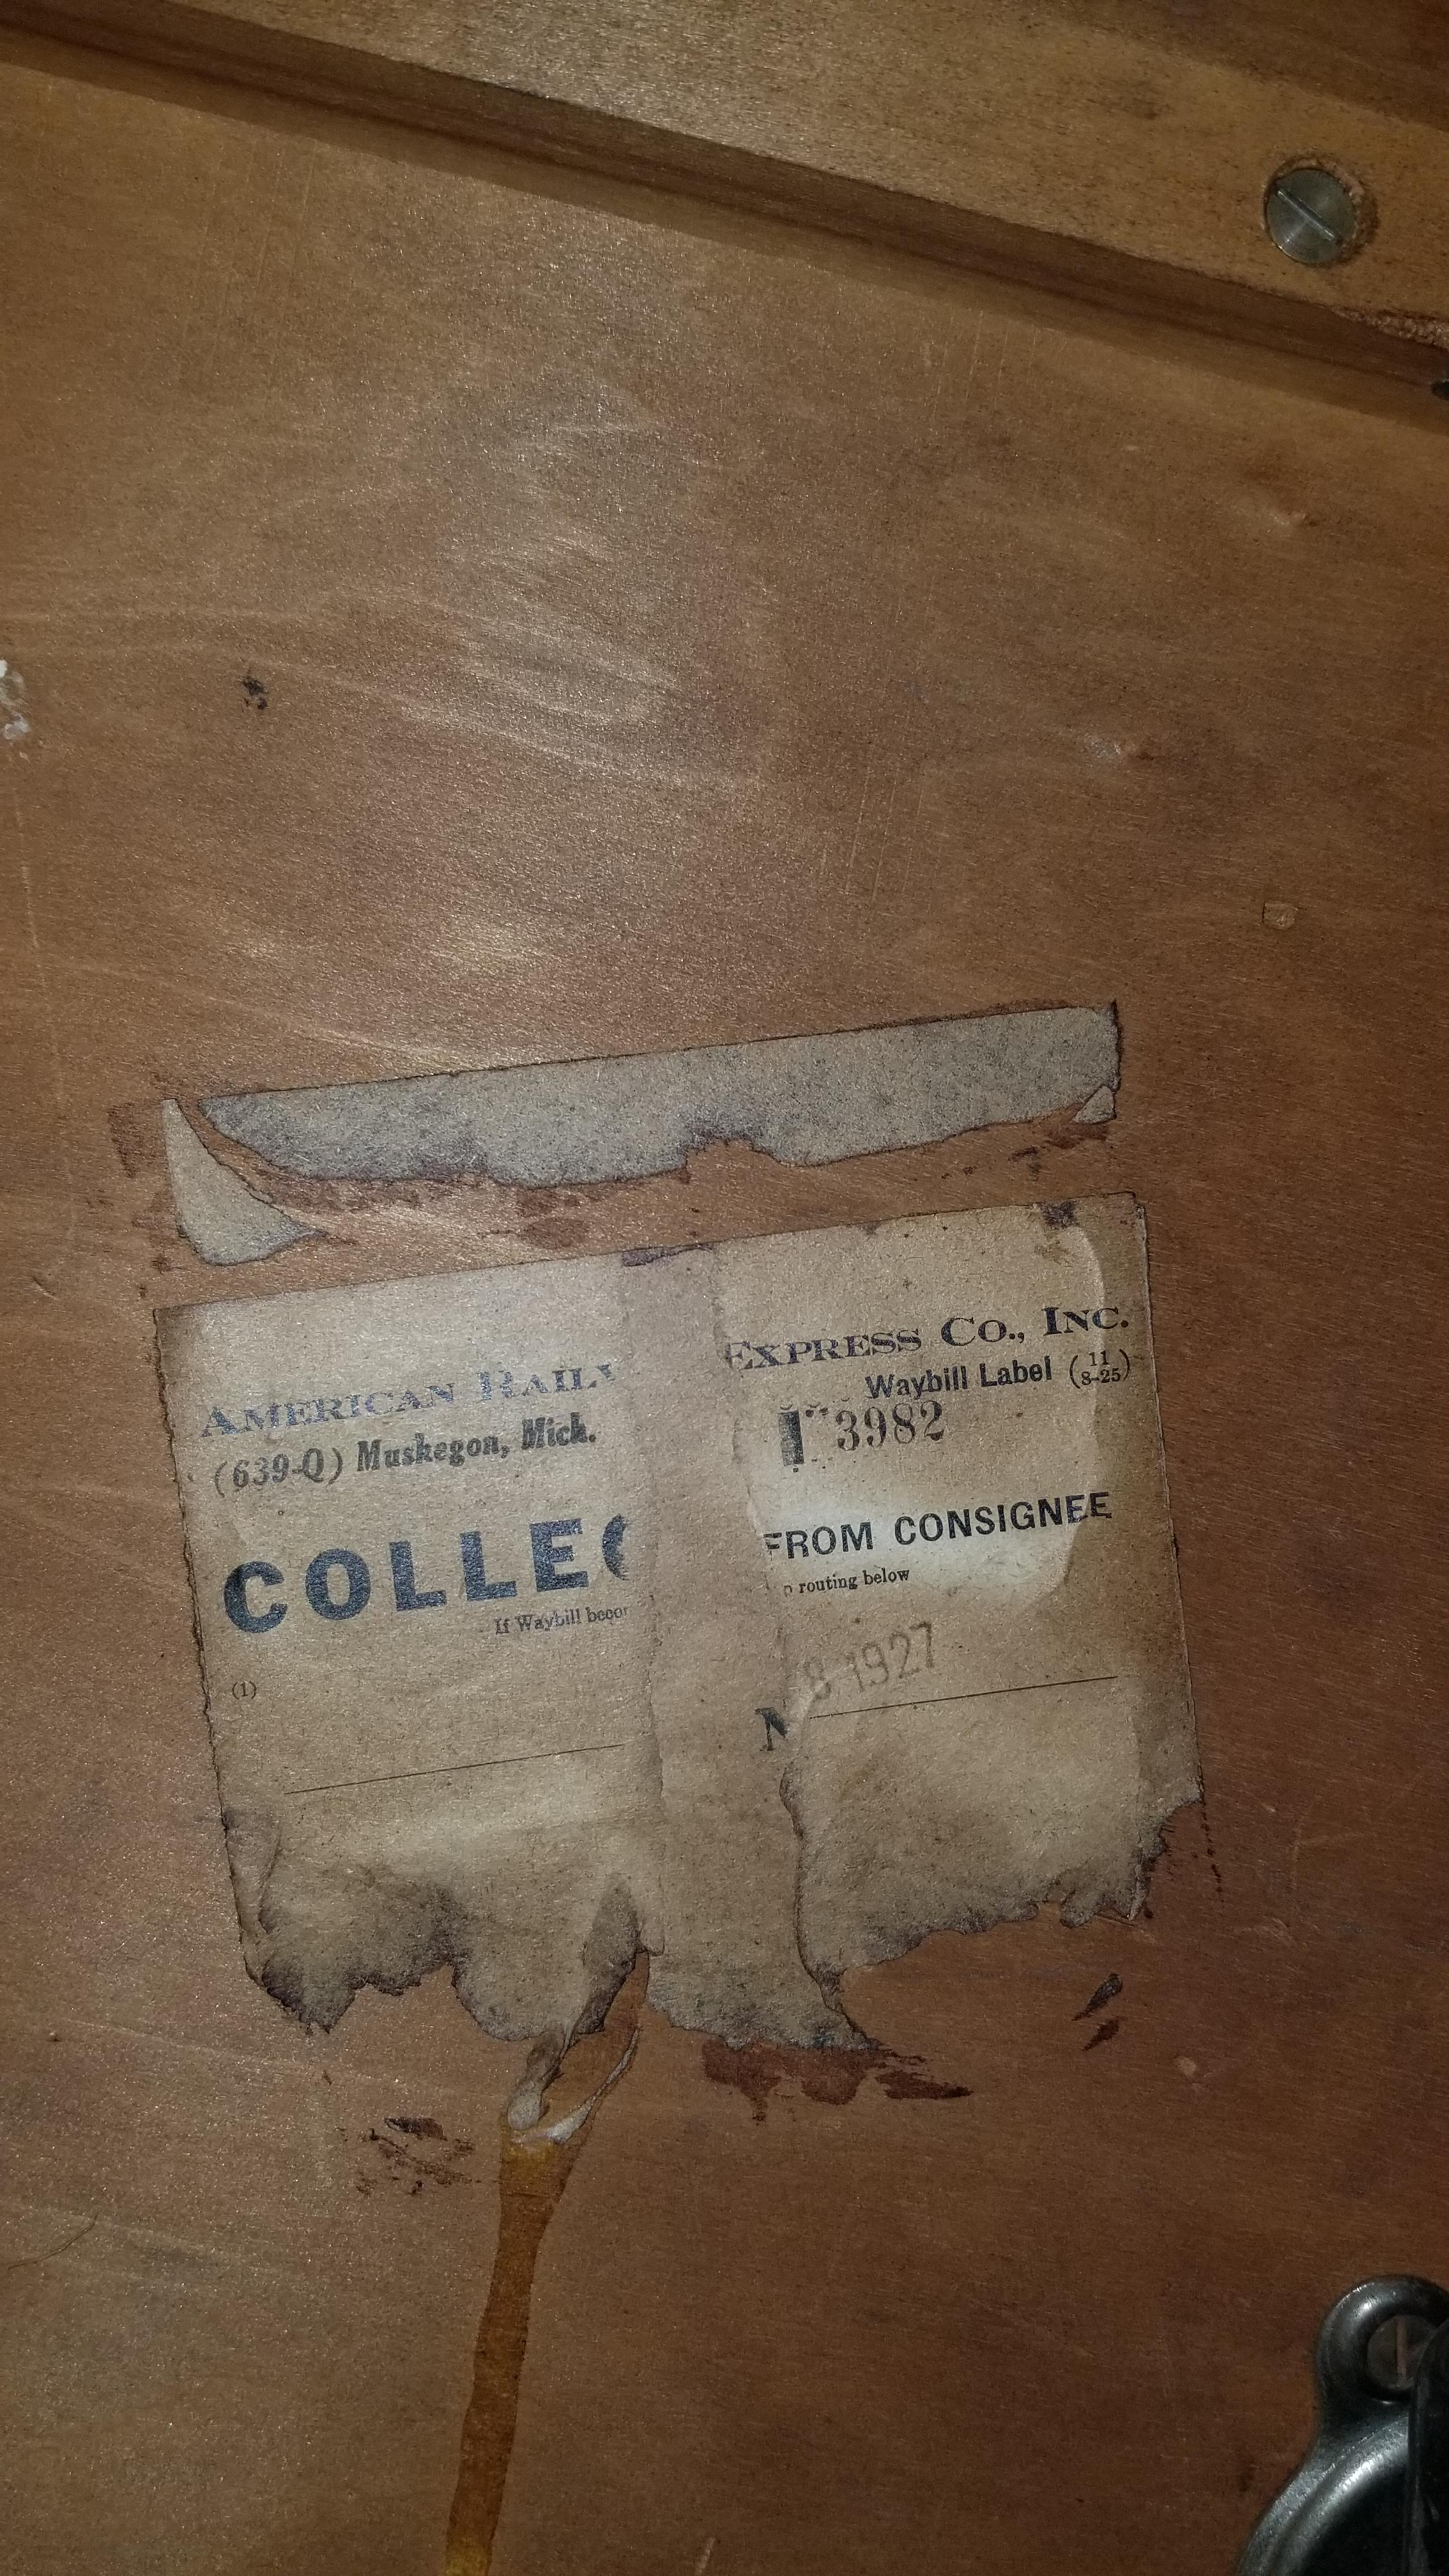 AMERICAN RAIL EXPRESS CO., INC.
Waybill Label (11/8-25)
(639-Q) Muskegon, Mich. 3982
COLLEC FROM CONSIGNEE
If Waybill routing below
8 1927
(1)
N